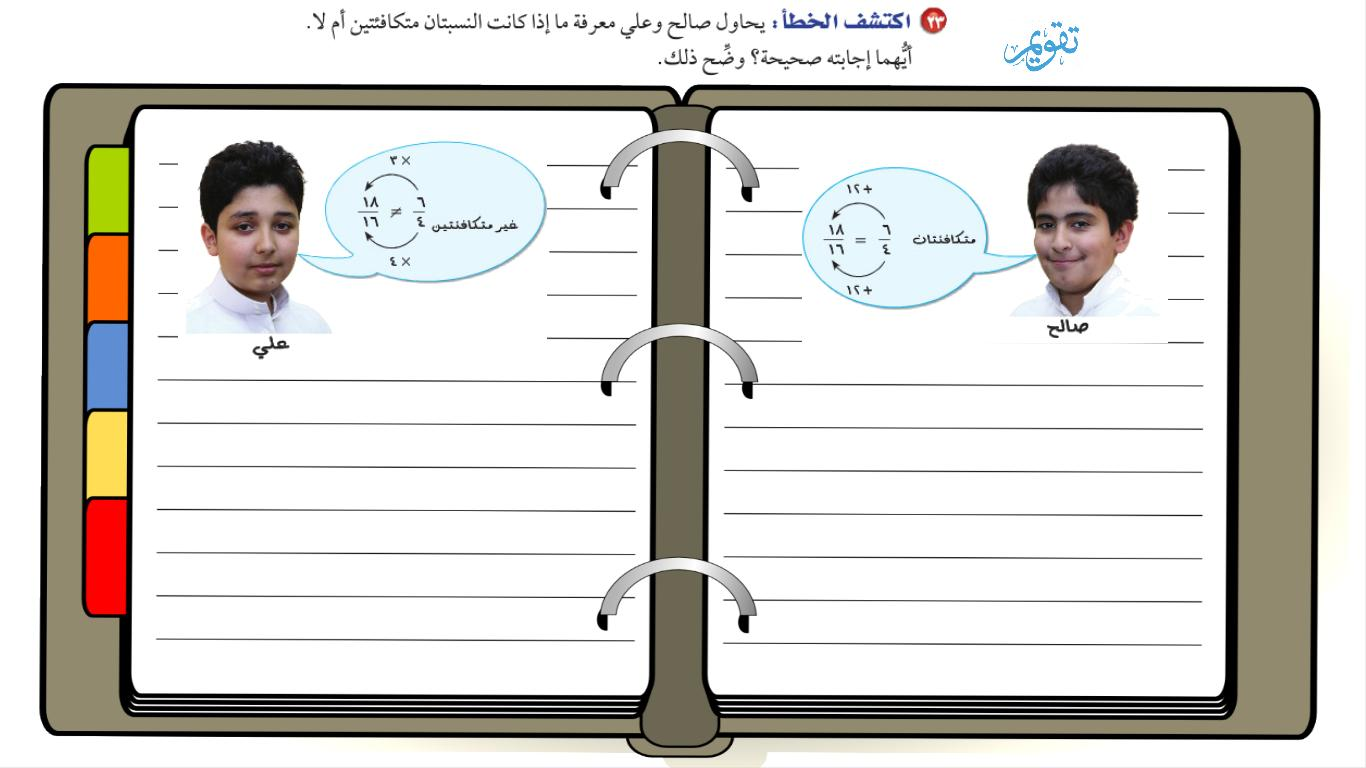 تقويم
٢٣ اكتشف الخطأ: يحاول صالح وعلي معرفة ما إذا كانت النسبتان متكافئتين أم لا.
أيُّهما إجابته صحيحة؟ وضِّح ذلك.
١٢+
٦/٤ = ١٨/١٦
متكافئتان
١٢+
صالح
٣ ×
٦/٤ ≠ ١٨/١٦
غير متكافئتين
٤ ×
علي